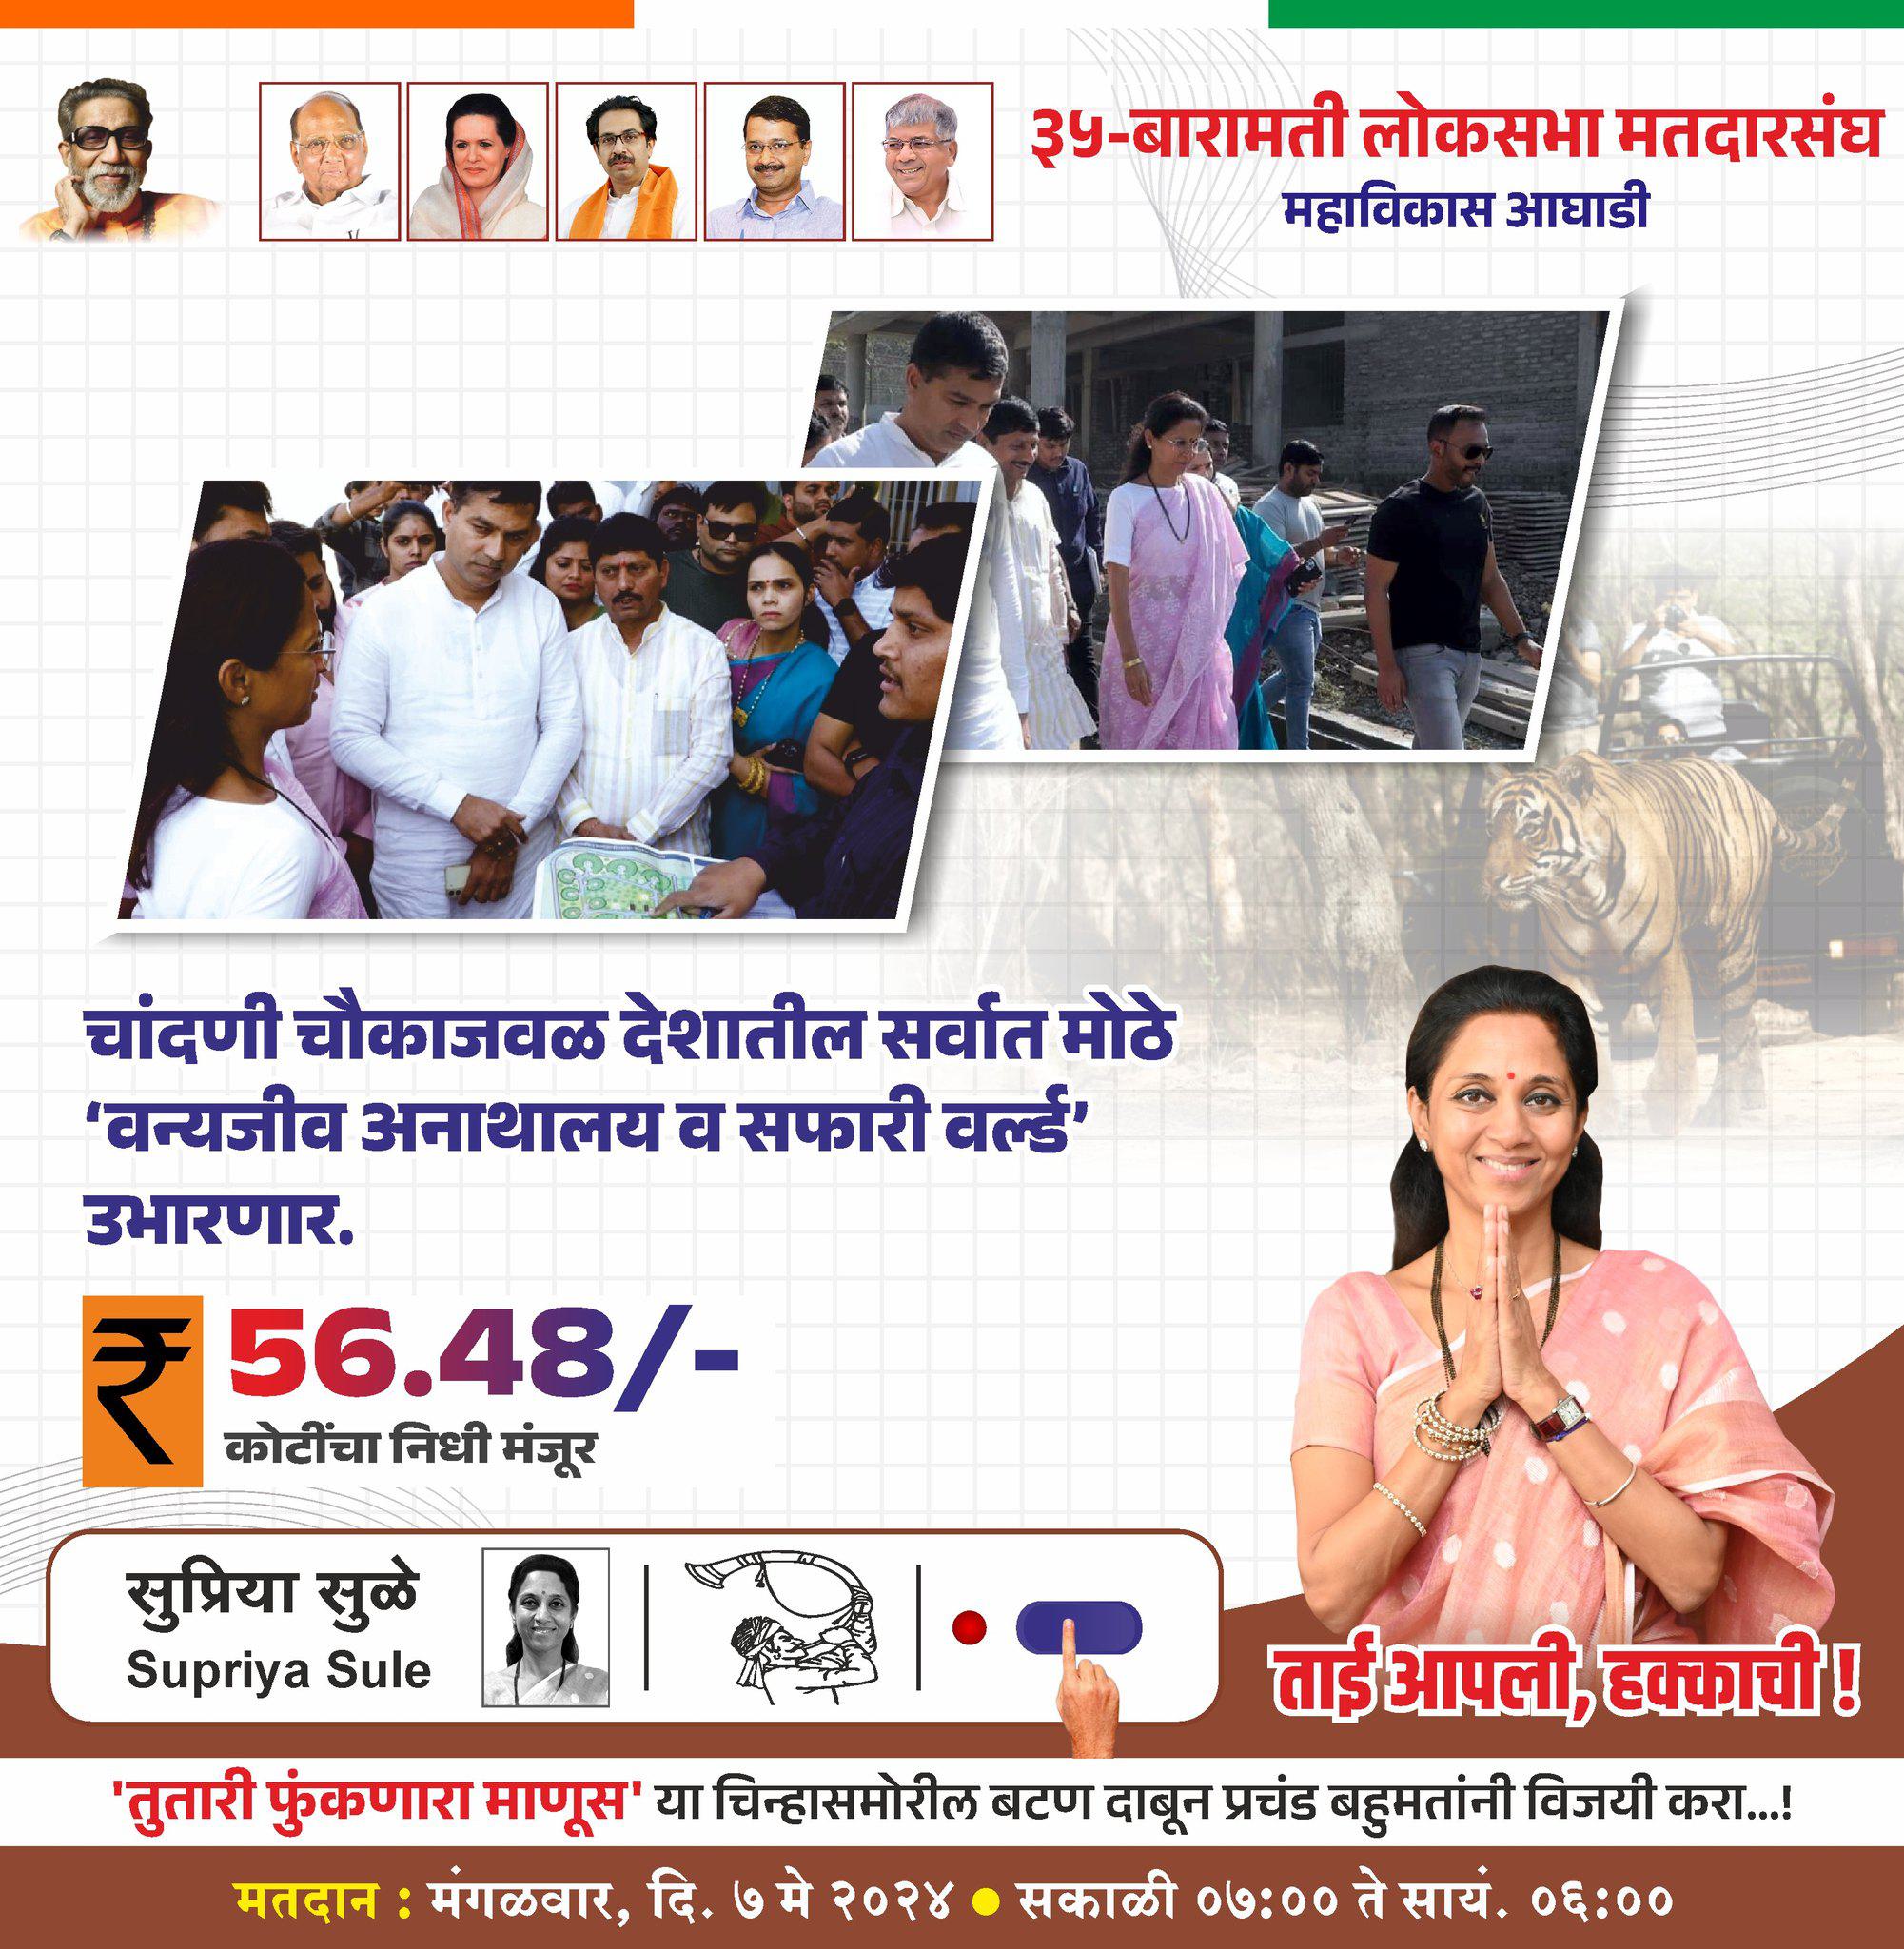 ३५-बारामती लोकसभा मतदारसंघ
महाविकास आघाडी
चांदणी चौकाजवळ देशातील सर्वात मोठे
‘वन्यजीव अनाथालय व सफारी वर्ल्ड’
उभारणार.
₹ 56.48/-
कोटींचा निधी मंजूर
सुप्रिया सुळे
Supriya Sule
ताई आपली, हक्काची !
'तुतारी फुंकणारा माणूस' या चिन्हासमोरील बटण दाबून प्रचंड बहुमतांनी विजयी करा...!
मतदान : मंगळवार, दि. ७ मे २०२४ ● सकाळी ०७:०० ते सायं. ०६:००